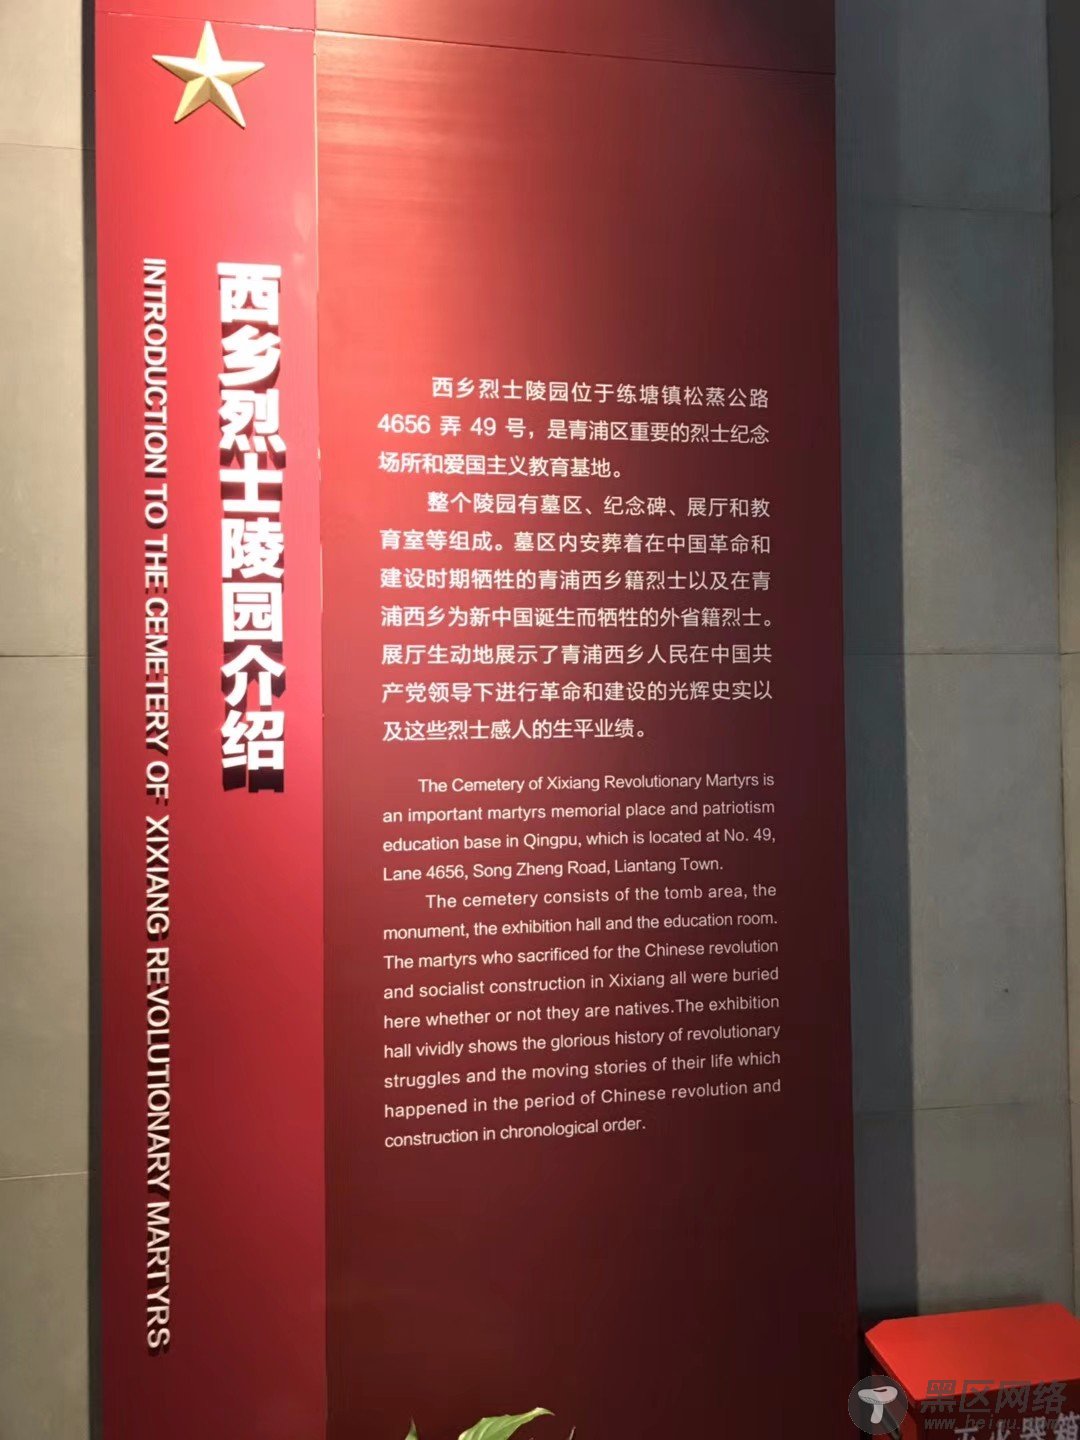 西乡烈士陵园介绍
INTRODUCTION TO THE CEMETERY OF XIXIANG REVOLUTIONARY MARTYRS
西乡烈士陵园位于练塘镇松蒸公路
4656 弄 49 号，是青浦区重要的烈士纪念
场所和爱国主义教育基地。
整个陵园有墓区、纪念碑、展厅和教
育室等组成。墓区内安葬着在中国革命和
建设时期牺牲的青浦西乡籍烈士以及在青
浦西乡为新中国诞生而牺牲的外省籍烈士。
展厅生动地展示了青浦西乡人民在中国共
产党领导下进行革命和建设的光辉史实以
及这些烈士感人的生平业绩。
The Cemetery of Xixiang Revolutionary Martyrs is
an important martyrs memorial place and patriotism
education base in Qingpu, which is located at No. 49,
Lane 4656, Song Zheng Road, Liantang Town.
The cemetery consists of the tomb area, the
monument, the exhibition hall and the education room.
The martyrs who sacrificed for the Chinese revolution
and socialist construction in Xixiang all were buried
here whether or not they are natives.The exhibition
hall vividly shows the glorious history of revolutionary
struggles and the moving stories of their life which
happened in the period of Chinese revolution and
construction in chronological order.
黑区网络
www.heiqu.com
灭火器箱